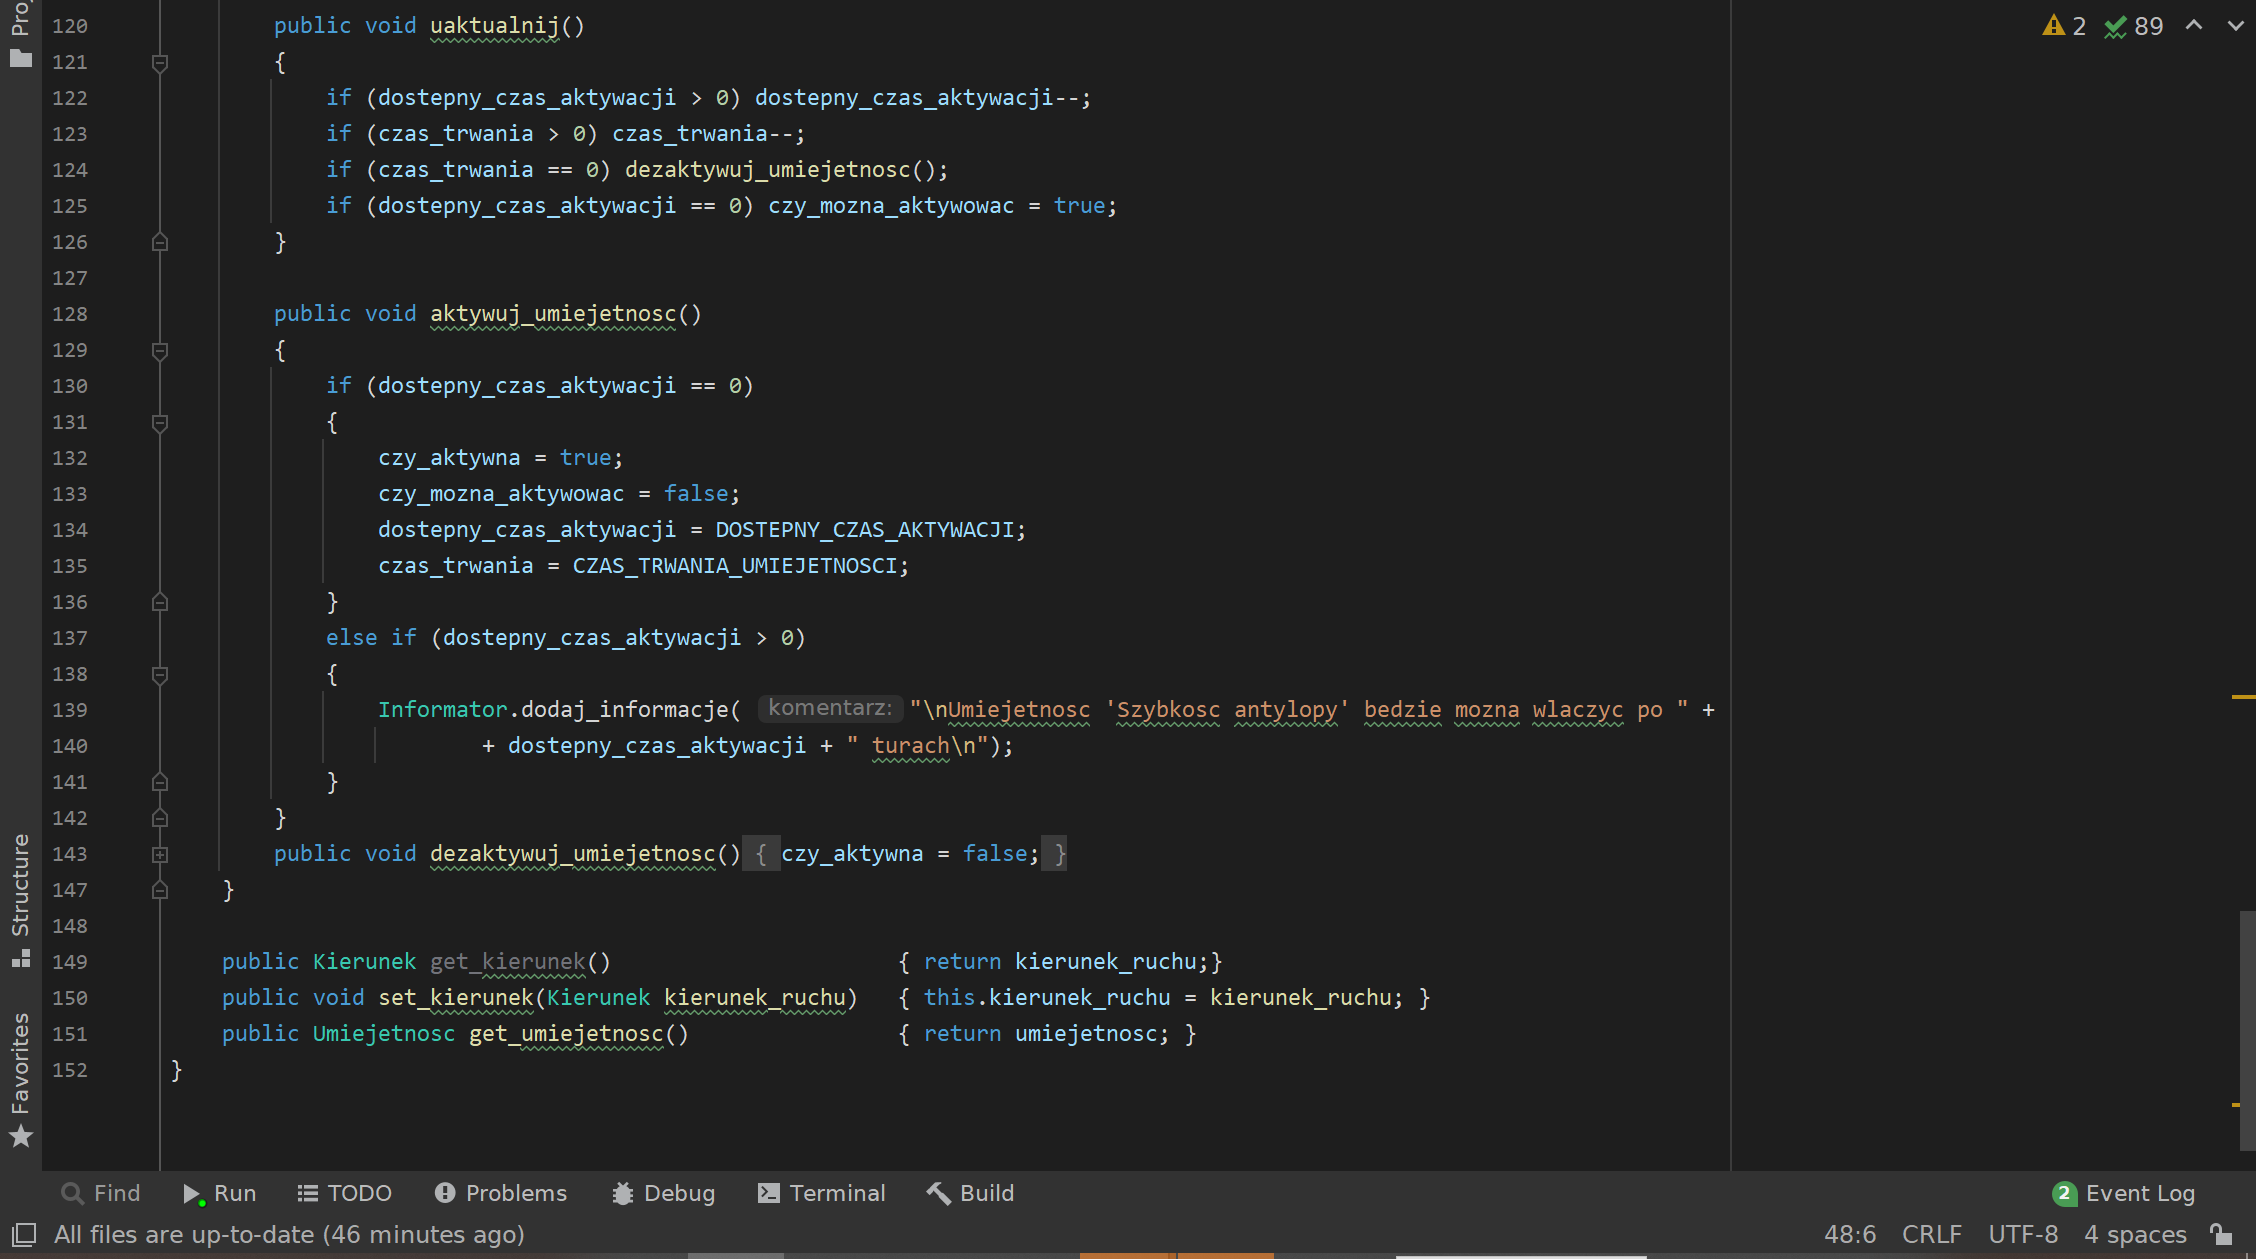 Proj
120 public void uaktualnij()
⚠ 2 ✓ 89
121 {
122 if (dostepny_czas_aktywacji > 0) dostepny_czas_aktywacji--;
123 if (czas_trwania > 0) czas_trwania--;
124 if (czas_trwania == 0) dezaktywuj_umiejetnosc();
125 if (dostepny_czas_aktywacji == 0) czy_mozna_aktywowac = true;
126 }
127
128 public void aktywuj_umiejetnosc()
129 {
130 if (dostepny_czas_aktywacji == 0)
131 {
132 czy_aktywna = true;
133 czy_mozna_aktywowac = false;
134 dostepny_czas_aktywacji = DOSTEPNY_CZAS_AKTYWACJI;
135 czas_trwania = CZAS_TRWANIA_UMIEJETNOSCI;
136 }
137 else if (dostepny_czas_aktywacji > 0)
138 {
139 Informator.dodaj_informacje( komentarz: "\nUmiejetnosc 'Szybkosc antylopy' bedzie mozna wlaczyc po " +
140 + dostepny_czas_aktywacji + " turach\n");
141 }
142 }
143 public void dezaktywuj_umiejetnosc() { czy_aktywna = false; }
147 }
148
149 public Kierunek get_kierunek() { return kierunek_ruchu;}
150 public void set_kierunek(Kierunek kierunek_ruchu) { this.kierunek_ruchu = kierunek_ruchu; }
151 public Umiejetnosc get_umiejetnosc() { return umiejetnosc; }
152 }
Structure
Favorites
Find Run TODO Problems Debug Terminal Build 2 Event Log
All files are up-to-date (46 minutes ago) 48:6 CRLF UTF-8 4 spaces